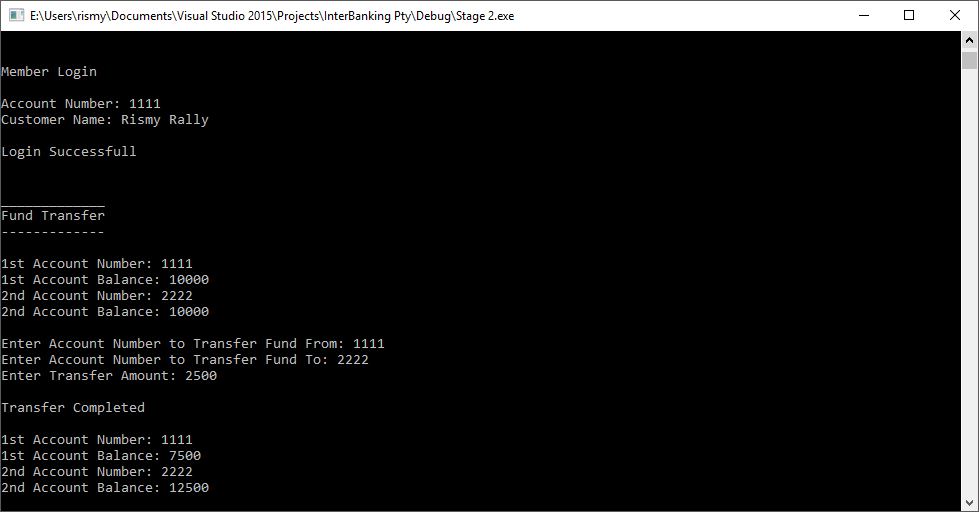 E:\Users\rismy\Documents\Visual Studio 2015\Projects\InterBanking Pty\Debug\Stage 2.exe
Member Login
Account Number: 1111
Customer Name: Rismy Rally
Login Successfull
_____________
Fund Transfer
-------------
1st Account Number: 1111
1st Account Balance: 10000
2nd Account Number: 2222
2nd Account Balance: 10000
Enter Account Number to Transfer Fund From: 1111
Enter Account Number to Transfer Fund To: 2222
Enter Transfer Amount: 2500
Transfer Completed
1st Account Number: 1111
1st Account Balance: 7500
2nd Account Number: 2222
2nd Account Balance: 12500